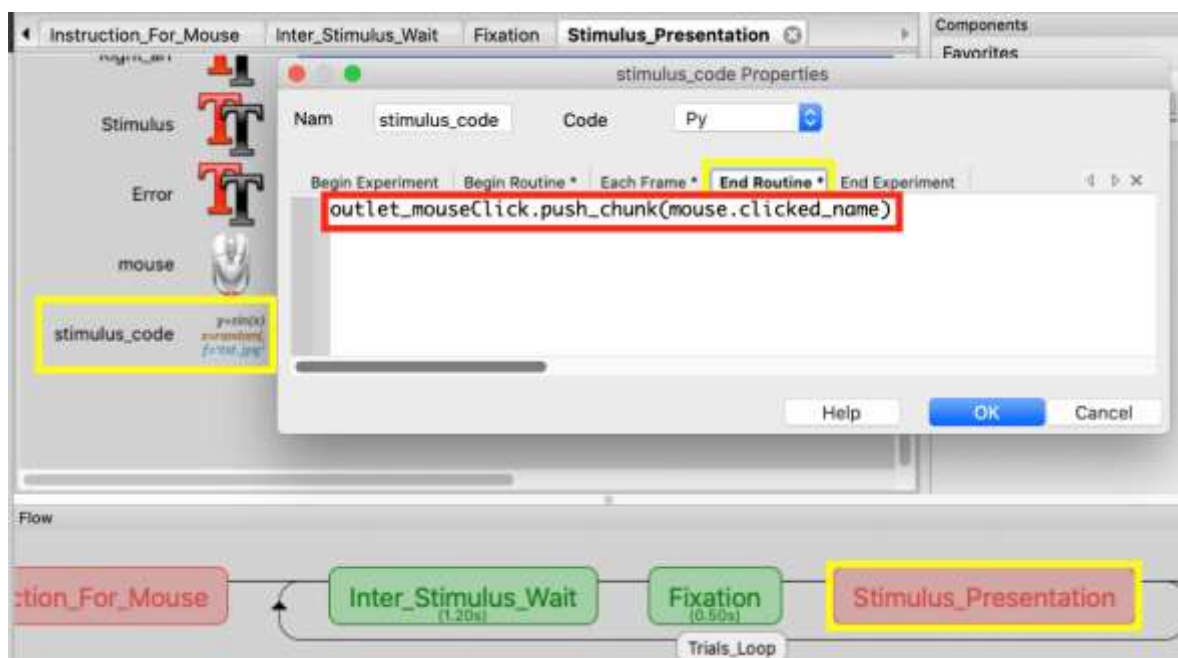 Instruction_For_Mouse Inter_Stimulus_Wait Fixation Stimulus_Presentation
Components
Favorites
stimulus_code Properties
Nam stimulus_code Code Py
Begin Experiment Begin Routine * Each Frame * End Routine * End Experiment
outlet_mouseClick.push_chunk(mouse.clicked_name)
Stimulus
Error
mouse
stimulus_code
Help OK Cancel
Flow
ction_For_Mouse
Inter_Stimulus_Wait
(1.20s)
Fixation
(0.50s)
Stimulus_Presentation
Trials_Loop